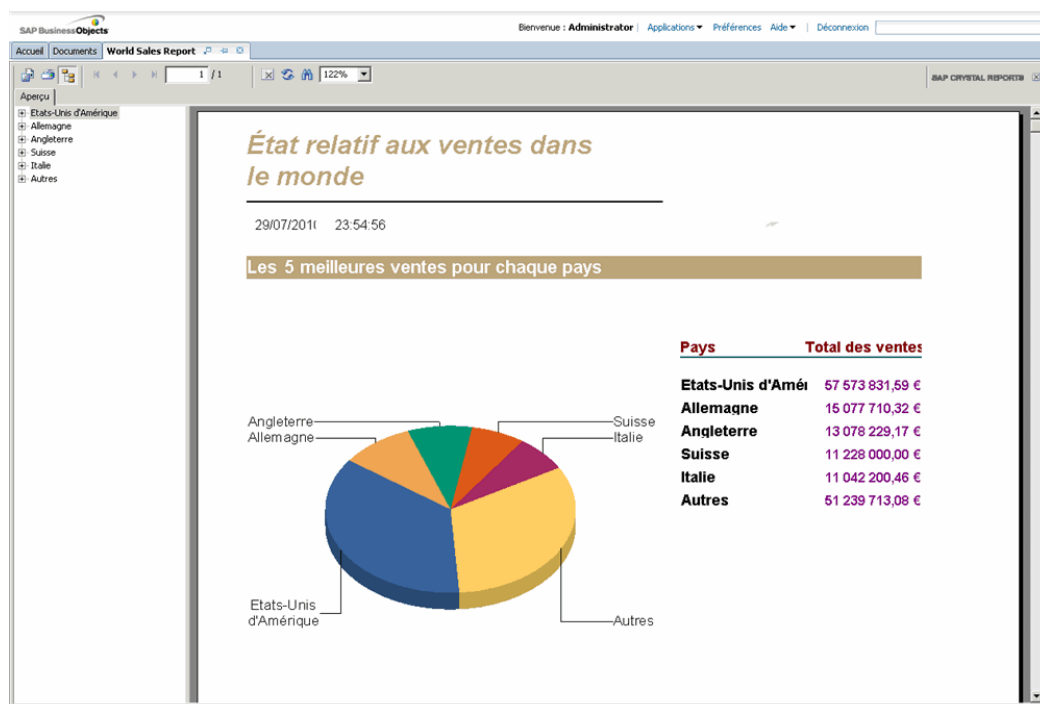 SAP BusinessObjects
Bienvenue : Administrator | Applications Préférences Aide | Déconnexion
Accueil Documents World Sales Report
1 / 1 122% SAP CRYSTAL REPORTS
Aperçu
Etats-Unis d'Amérique
Allemagne
Angleterre
Suisse
Italie
Autres
État relatif aux ventes dans
le monde
29/07/201 23:54:56
Les 5 meilleures ventes pour chaque pays
Pays Total des ventes
Etats-Unis d'Amér 57 573 831,59 €
Allemagne 15 077 710,32 €
Angleterre 13 078 229,17 €
Suisse 11 228 000,00 €
Italie 11 042 200,46 €
Autres 51 239 713,08 €
Angleterre
Allemagne
Suisse
Italie
Etats-Unis
d'Amérique
Autres